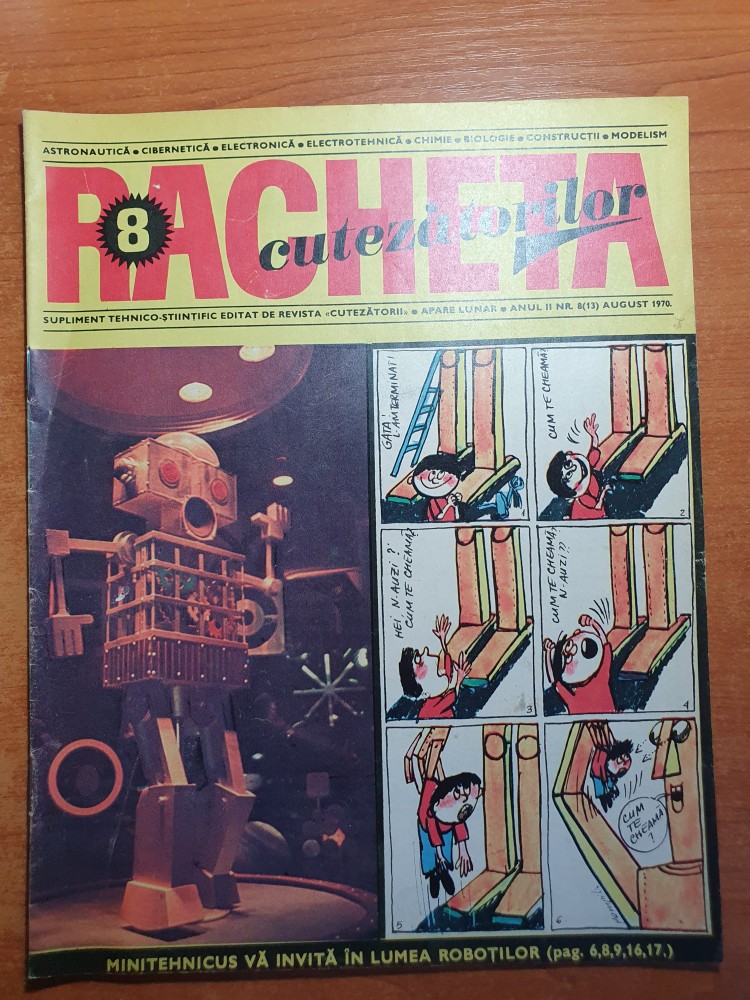 ASTRONAUTICĂ • CIBERNETICĂ • ELECTRONICĂ • ELECTROTEHNICĂ • CHIMIE • BIOLOGIE • CONSTRUCȚII • MODELISM
RACHETA
8
cutezătorilor
SUPLIMENT TEHNICO-ȘTIINTIFIC EDITAT DE REVISTA «CUTEZĂTORII» • APARE LUNAR • ANUL II NR. 8(13) AUGUST 1970.
GATA!
L-AM TERMINAT!
1
CUM TE CHEAMĂ?
2
HEI, N-AUZI?!
CUM TE CHEAMĂ?
3
CUM TE CHEAMĂ,
N-AUZI??
4
5
CUM
TE
CHEAMĂ
?
6
MINITEHNICUS VĂ INVITĂ ÎN LUMEA ROBOȚILOR (pag. 6,8,9,16,17.)